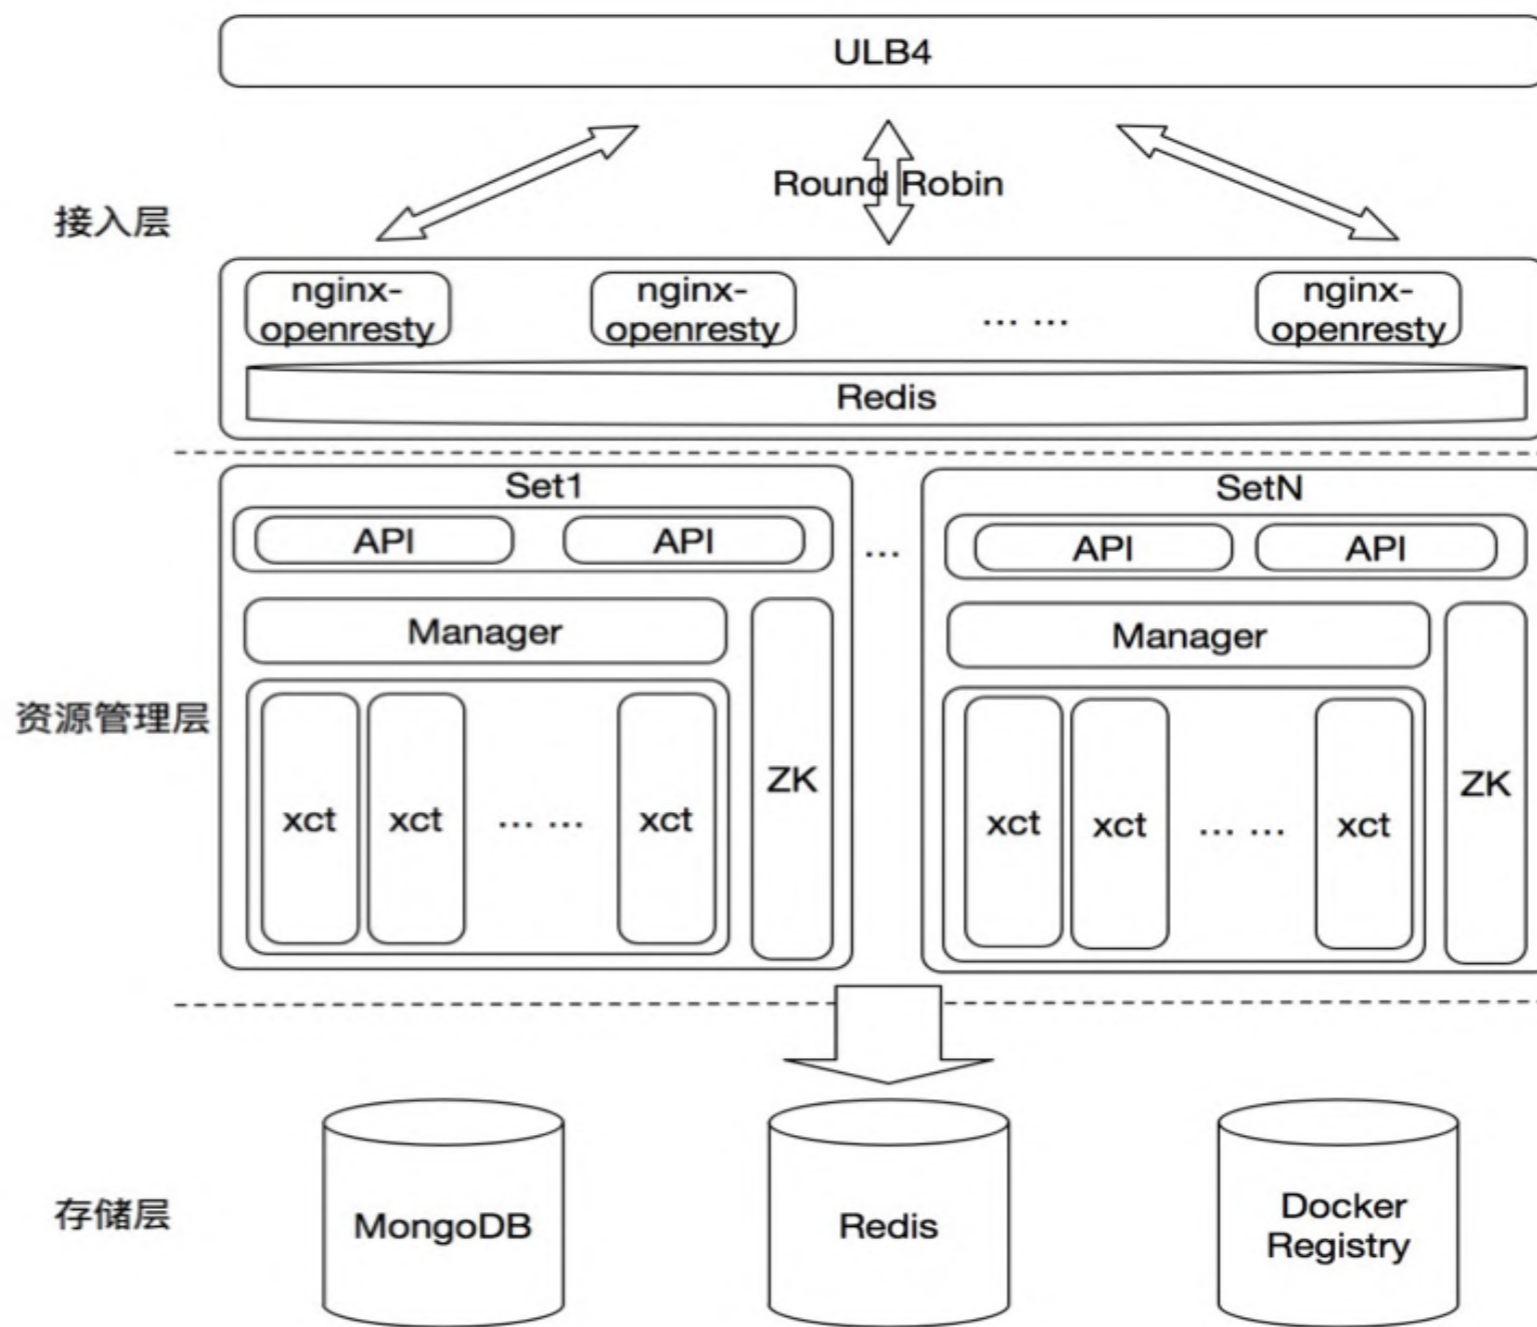 ULB4
Round Robin
接入层
nginx-
openresty
nginx-
openresty
... ...
nginx-
openresty
Redis
Set1
API
API
Manager
xct
xct
... ...
xct
ZK
...
SetN
API
API
Manager
xct
xct
... ...
xct
ZK
资源管理层
存储层
MongoDB
Redis
Docker
Registry